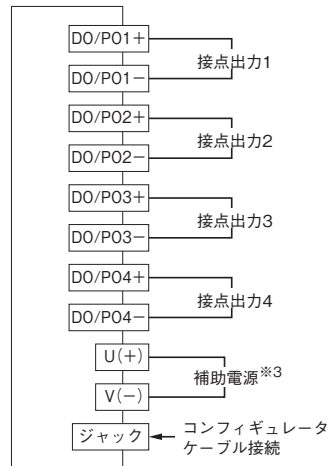 DO/PO1+
接点出力1
DO/PO1−
DO/PO2+
接点出力2
DO/PO2−
DO/PO3+
接点出力3
DO/PO3−
DO/PO4+
接点出力4
DO/PO4−
U(+)
補助電源※3
V(−)
ジャック
コンフィギュレータ
ケーブル接続